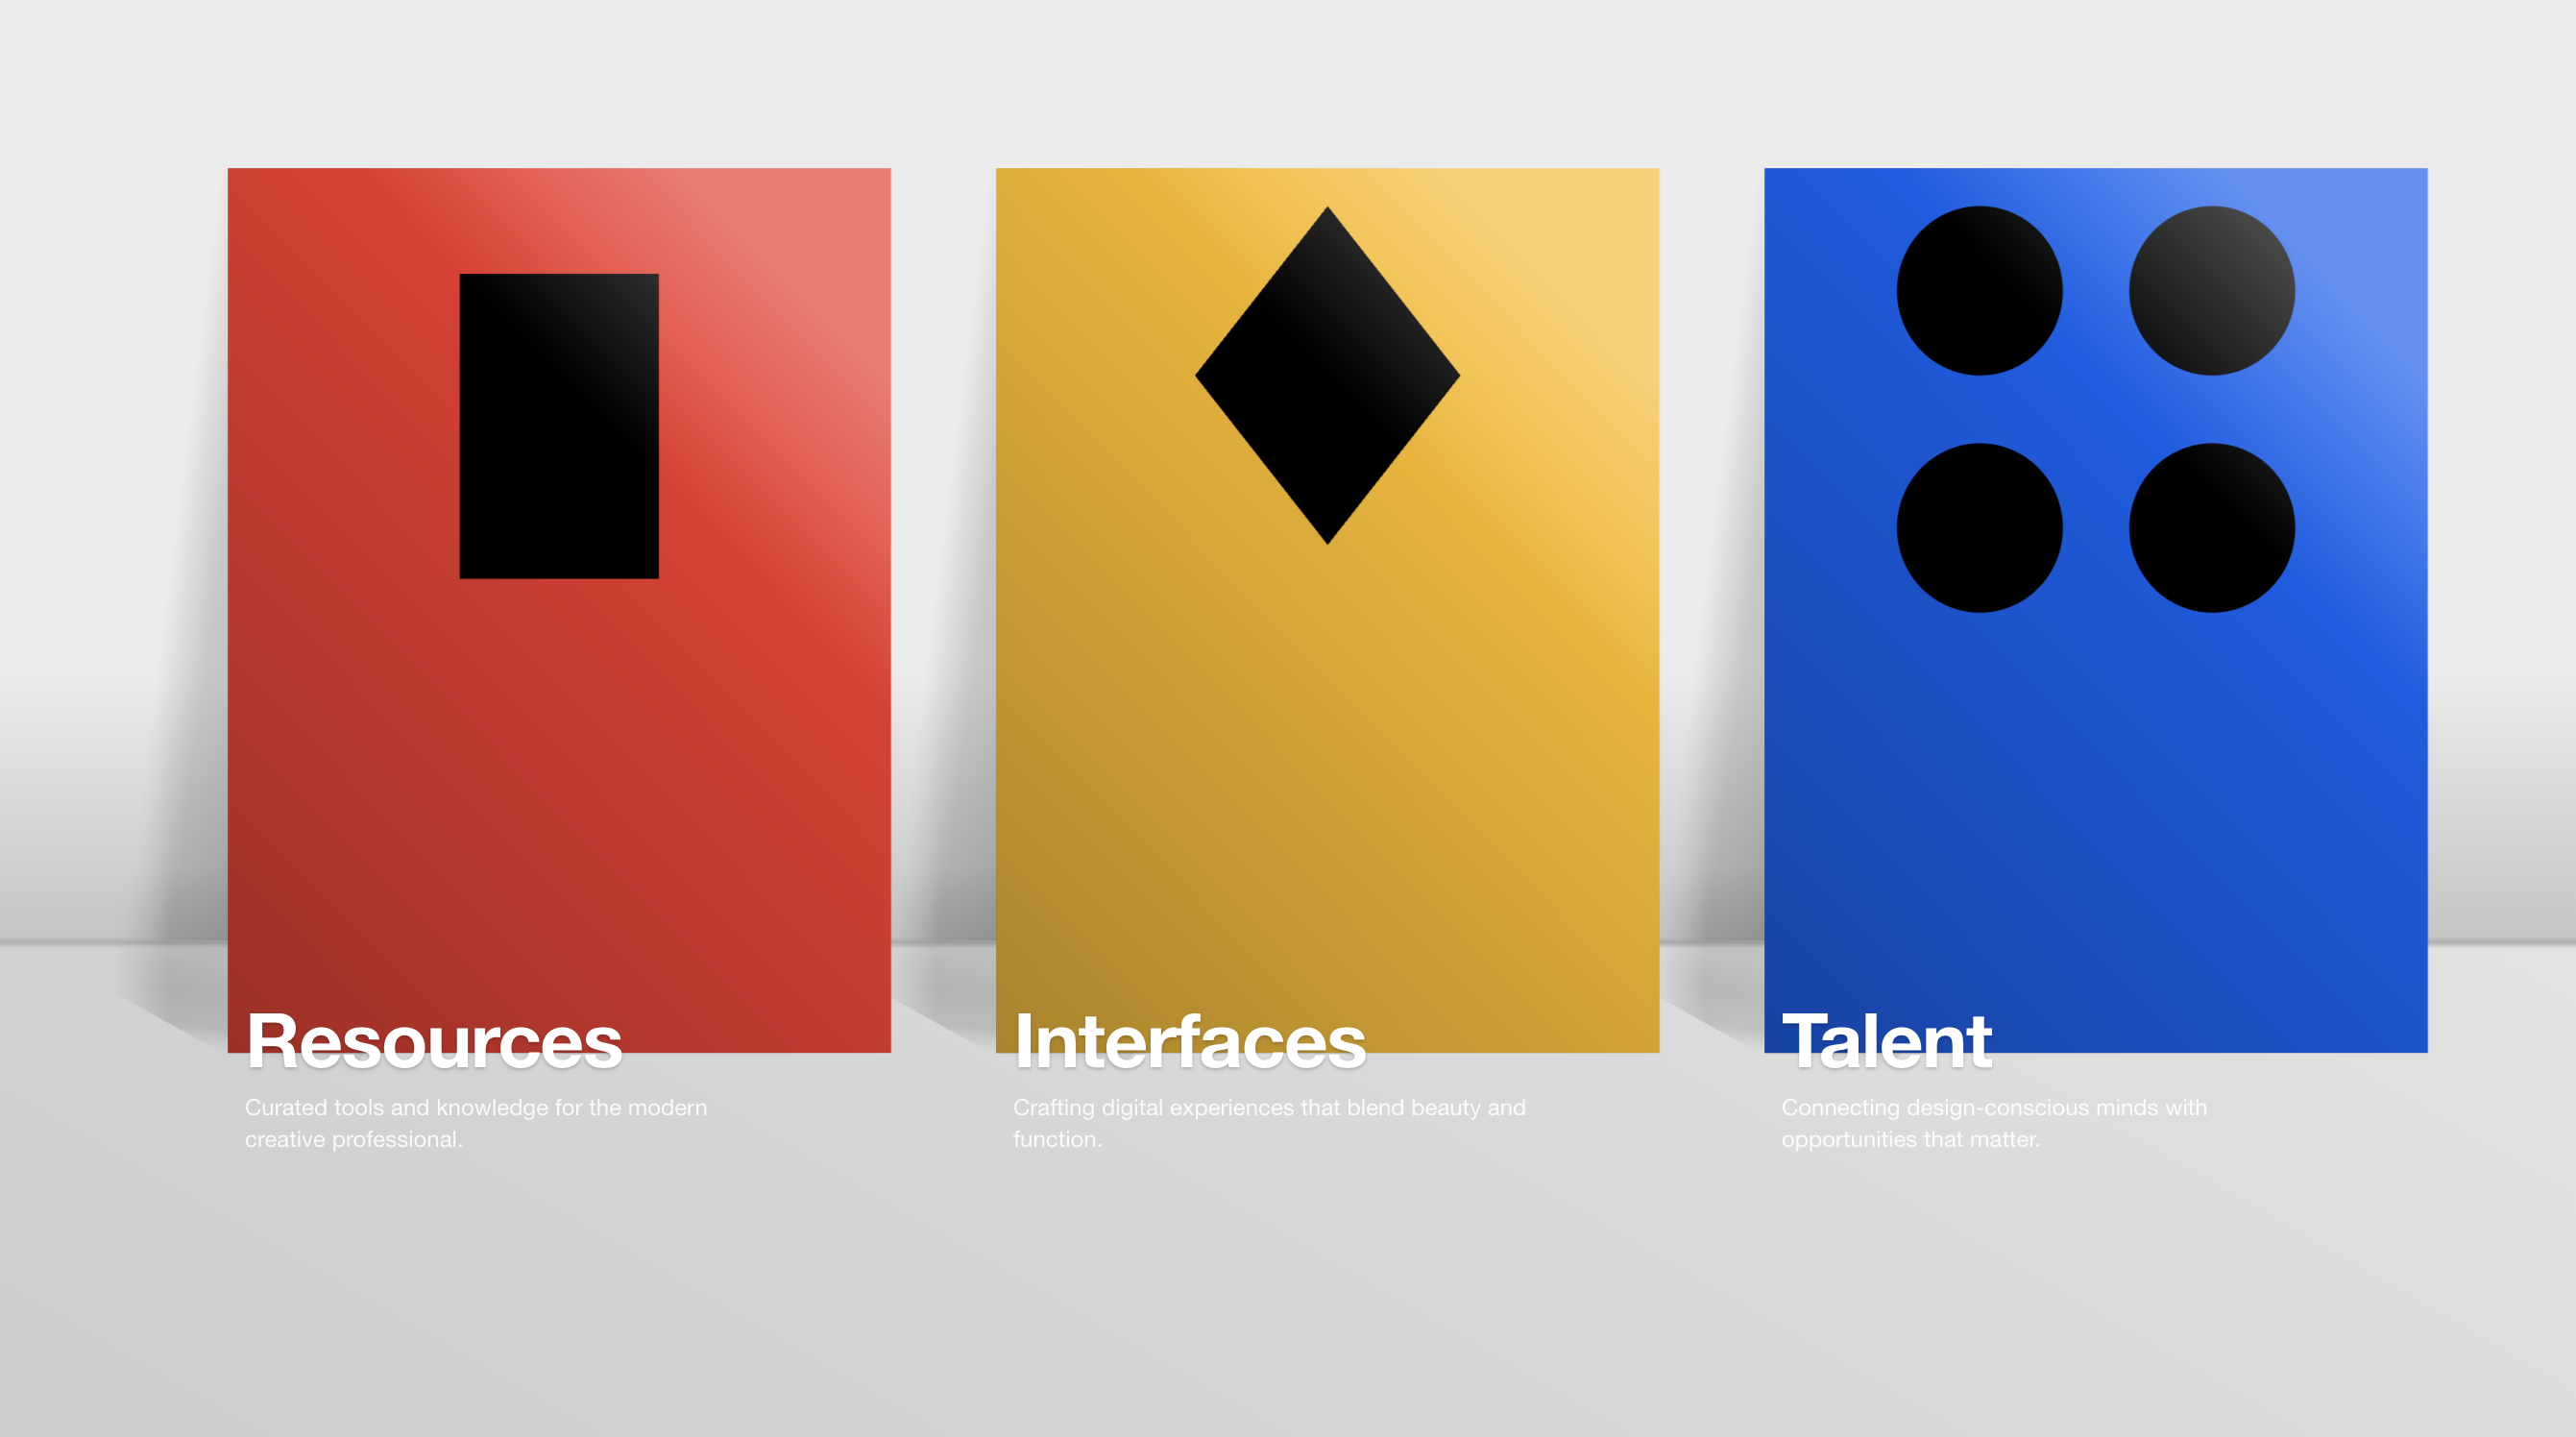 Resources
Curated tools and knowledge for the modern
creative professional.
Interfaces
Crafting digital experiences that blend beauty and
function.
Talent
Connecting design-conscious minds with
opportunities that matter.